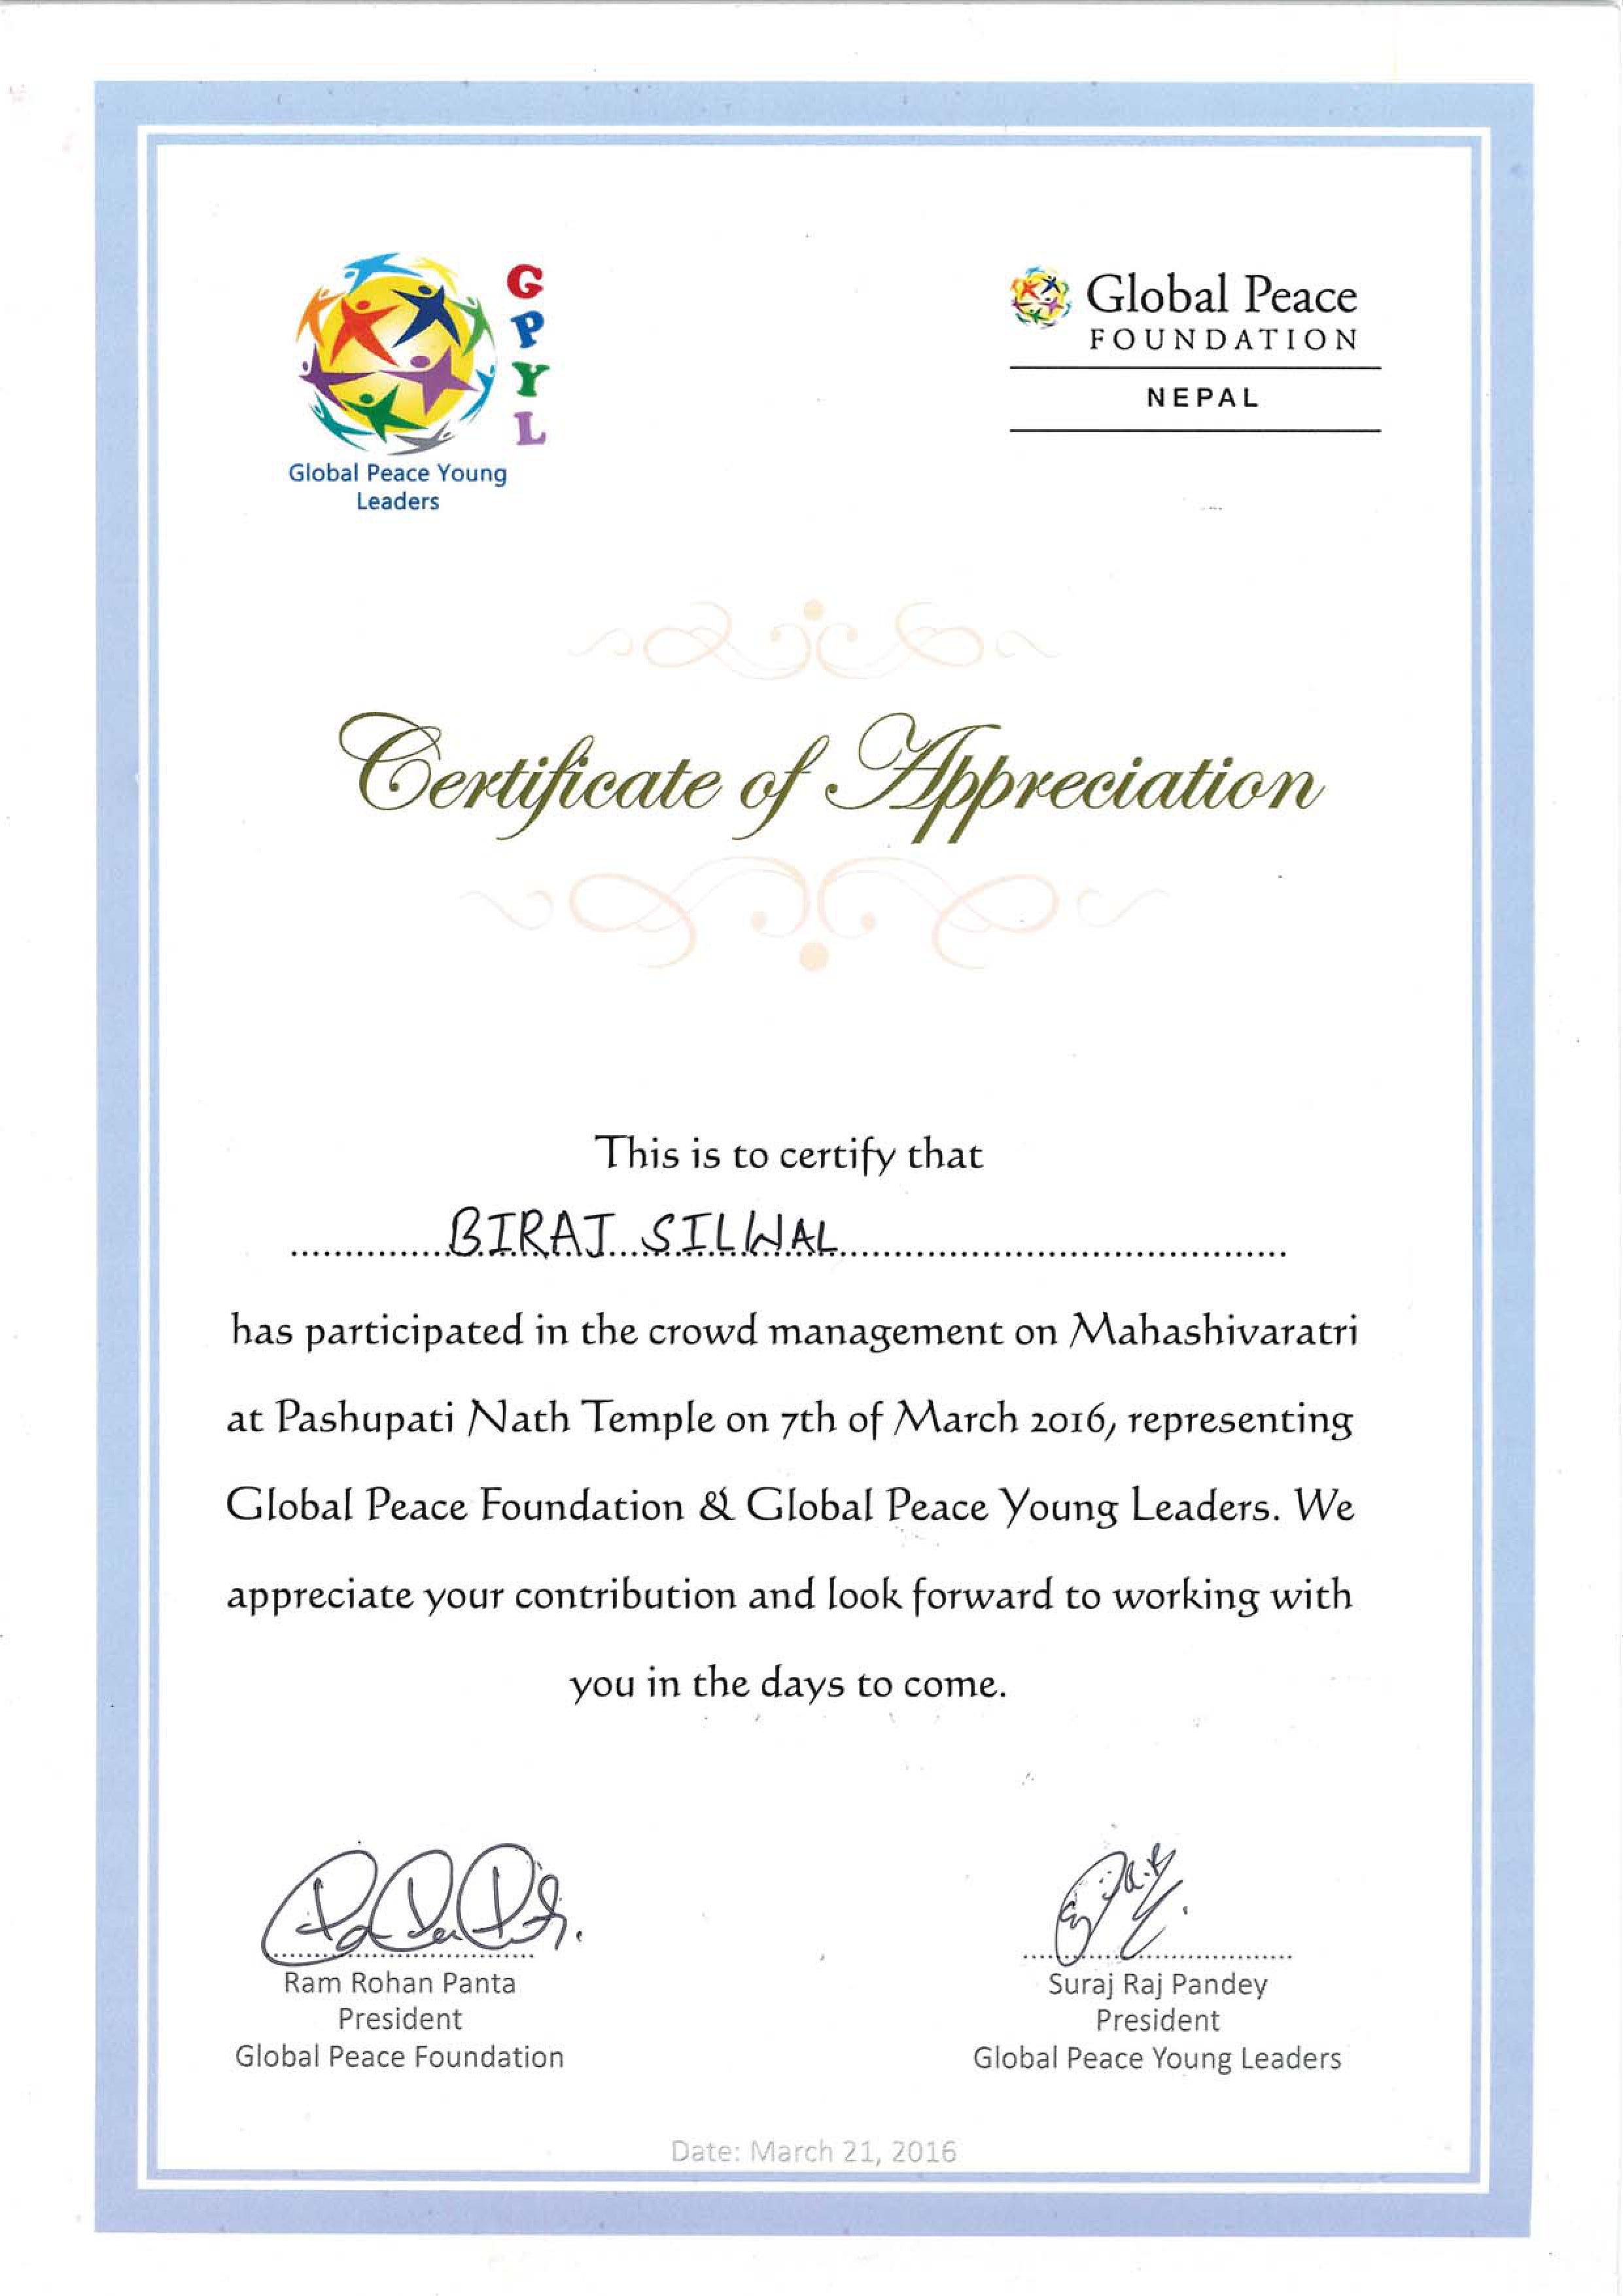 G
P
Y
L
Global Peace Young
Leaders
Global Peace
FOUNDATION
NEPAL
Certificate of Appreciation
This is to certify that
BIRAJ SILWAL
has participated in the crowd management on Mahashivaratri
at Pashupati Nath Temple on 7th of March 2016, representing
Global Peace Foundation & Global Peace Young Leaders. We
appreciate your contribution and look forward to working with
you in the days to come.
Ram Rohan Panta
President
Global Peace Foundation
Suraj Raj Pandey
President
Global Peace Young Leaders
Date: March 21, 2016